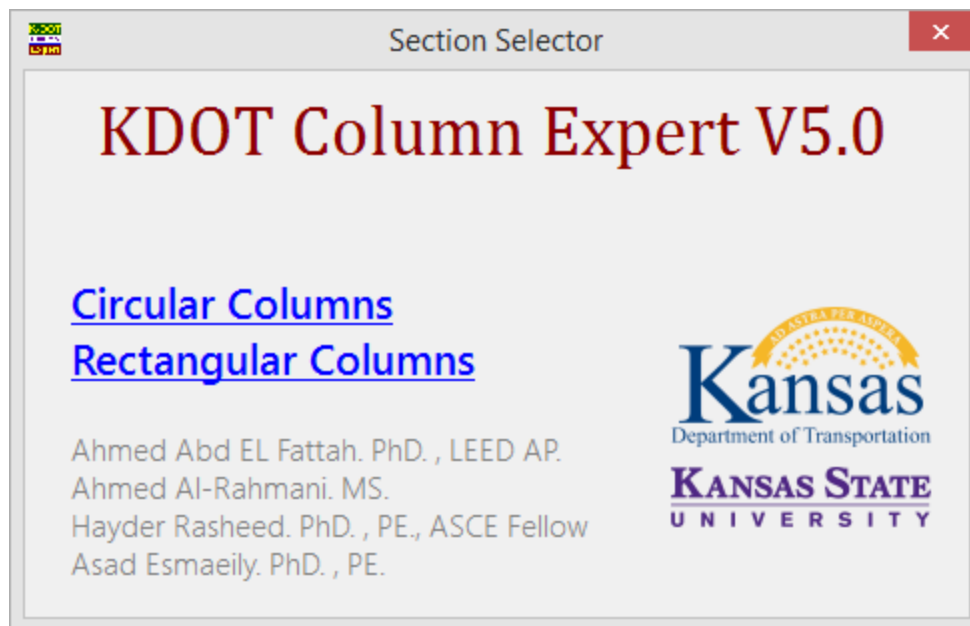 Section Selector
KDOT Column Expert V5.0
Circular Columns
Rectangular Columns
Ahmed Abd EL Fattah. PhD. , LEED AP.
Ahmed Al-Rahmani. MS.
Hayder Rasheed. PhD. , PE., ASCE Fellow
Asad Esmaeily. PhD. , PE.
AD ASTRA PER ASPERA
Kansas
Department of Transportation
KANSAS STATE
UNIVERSITY